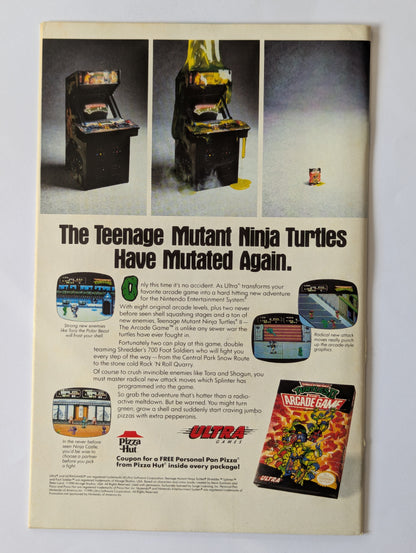 The Teenage Mutant Ninja Turtles
Have Mutated Again.
Only this time it's no accident. As Ultra® transforms your
favorite arcade game into a hard hitting new adventure
for the Nintendo Entertainment System®.
With eight original arcade levels, plus two never
before seen shell squashing stages and a ton of
new enemies, Teenage Mutant Ninja Turtles® II –
The Arcade Game™ is unlike any sewer war the
turtles have ever fought in.
Fortunately two can play at this game, double
teaming Shredder's 700 Foot Soldiers who will fight you
every step of the way – from the Central Park Snow Route
to the stone cold Rock 'N Roll Quarry.
Of course to crush invincible enemies like Tora and Shogun, you
must master radical new attack moves which Splinter has
programmed into the game.
So grab the adventure that's hotter than a radio-
active meltdown. But be warned. You might turn
green, grow a shell and suddenly start craving jumbo
pizzas with extra pepperonis.
Strong new enemies
like Tora the Polar Beast
will frost your shell.
Radical new attack
moves really punch
up the arcade-style
graphics.
In the never before
seen Ninja Castle,
you'd be wise to
choose a partner
before you pick
a fight.
Pizza
Hut
ULTRA
GAMES
Coupon for a FREE Personal Pan Pizza®
from Pizza Hut® inside every package!
TURTLES
ARCADE GAME
ULTRA